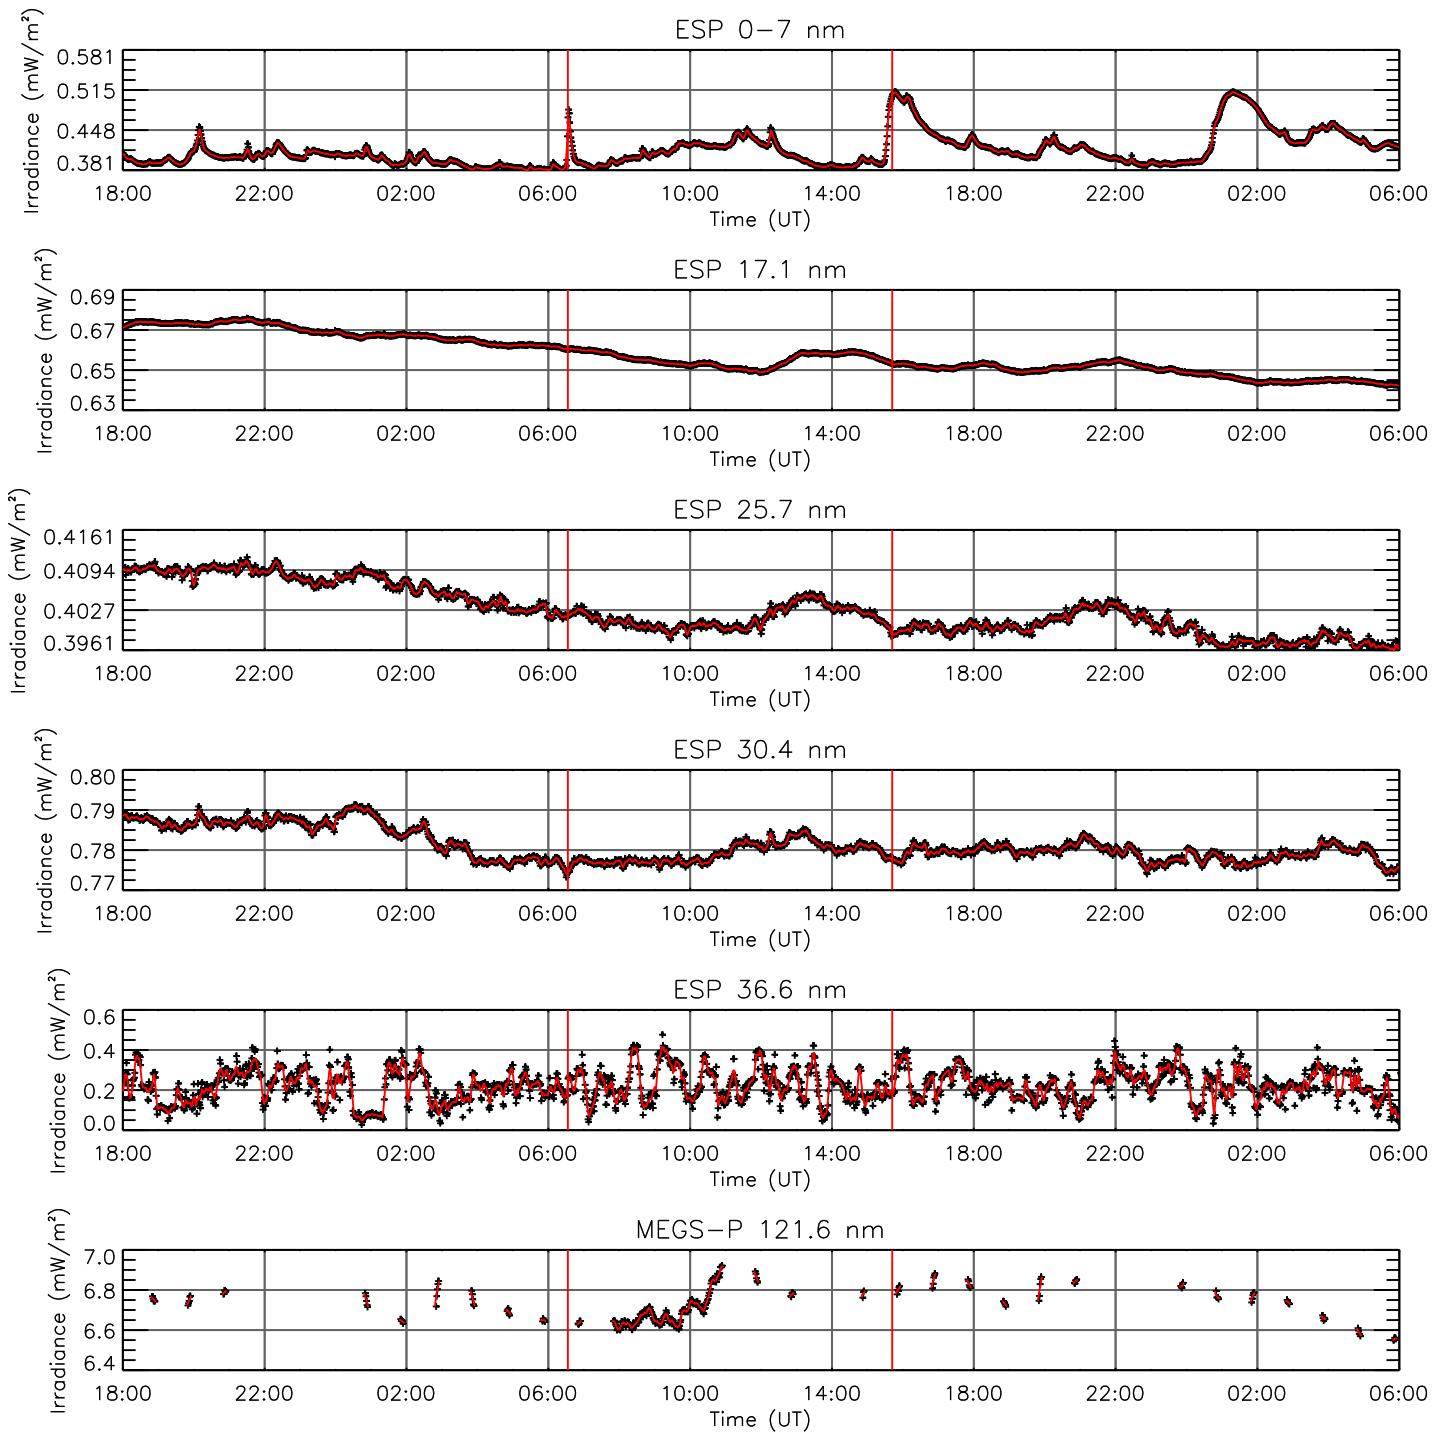 ESP 0−7 nm
Irradiance (mW/m²)
0.581
0.515
0.448
0.381
18:00 22:00 02:00 06:00 10:00 14:00 18:00 22:00 02:00 06:00
Time (UT)
ESP 17.1 nm
Irradiance (mW/m²)
0.69
0.67
0.65
0.63
18:00 22:00 02:00 06:00 10:00 14:00 18:00 22:00 02:00 06:00
Time (UT)
ESP 25.7 nm
Irradiance (mW/m²)
0.4161
0.4094
0.4027
0.3961
18:00 22:00 02:00 06:00 10:00 14:00 18:00 22:00 02:00 06:00
Time (UT)
ESP 30.4 nm
Irradiance (mW/m²)
0.80
0.79
0.78
0.77
18:00 22:00 02:00 06:00 10:00 14:00 18:00 22:00 02:00 06:00
Time (UT)
ESP 36.6 nm
Irradiance (mW/m²)
0.6
0.4
0.2
0.0
18:00 22:00 02:00 06:00 10:00 14:00 18:00 22:00 02:00 06:00
Time (UT)
MEGS−P 121.6 nm
Irradiance (mW/m²)
7.0
6.8
6.6
6.4
18:00 22:00 02:00 06:00 10:00 14:00 18:00 22:00 02:00 06:00
Time (UT)